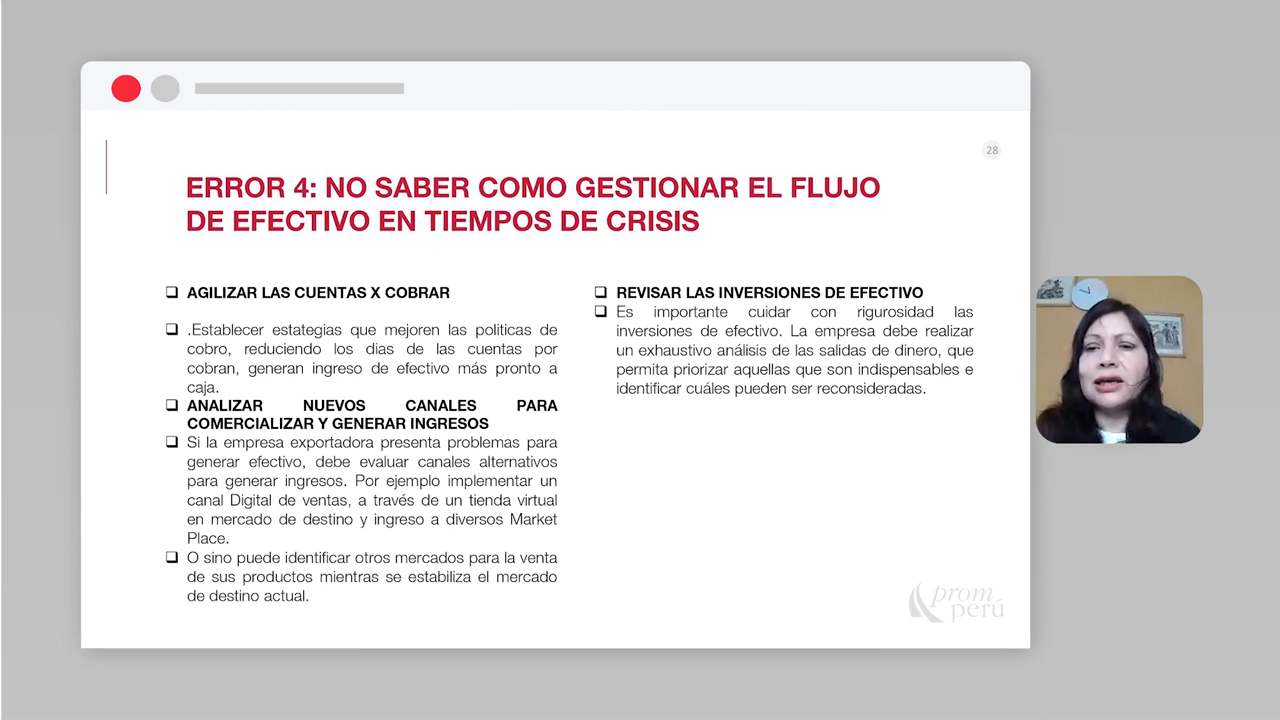 28
ERROR 4: NO SABER COMO GESTIONAR EL FLUJO
DE EFECTIVO EN TIEMPOS DE CRISIS
AGILIZAR LAS CUENTAS X COBRAR
.Establecer estategias que mejoren las politicas de
cobro, reduciendo los dias de las cuentas por
cobran, generan ingreso de efectivo más pronto a
caja.
ANALIZAR NUEVOS CANALES PARA
COMERCIALIZAR Y GENERAR INGRESOS
Si la empresa exportadora presenta problemas para
generar efectivo, debe evaluar canales alternativos
para generar ingresos. Por ejemplo implementar un
canal Digital de ventas, a través de un tienda virtual
en mercado de destino y ingreso a diversos Market
Place.
O sino puede identificar otros mercados para la venta
de sus productos mientras se estabiliza el mercado
de destino actual.
REVISAR LAS INVERSIONES DE EFECTIVO
Es importante cuidar con rigurosidad las
inversiones de efectivo. La empresa debe realizar
un exhaustivo análisis de las salidas de dinero, que
permita priorizar aquellas que son indispensables e
identificar cuáles pueden ser reconsideradas.
prom
perú